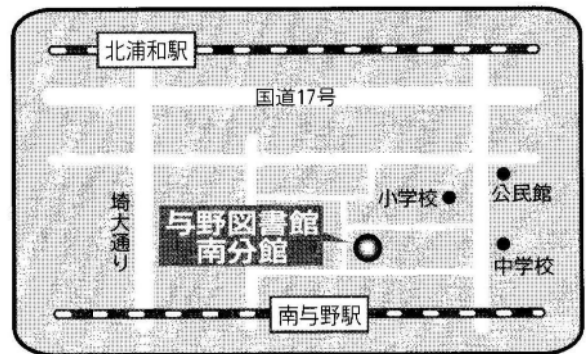 北浦和駅
国道17号
埼大通り
小学校
公民館
与野図書館
南分館
中学校
南与野駅